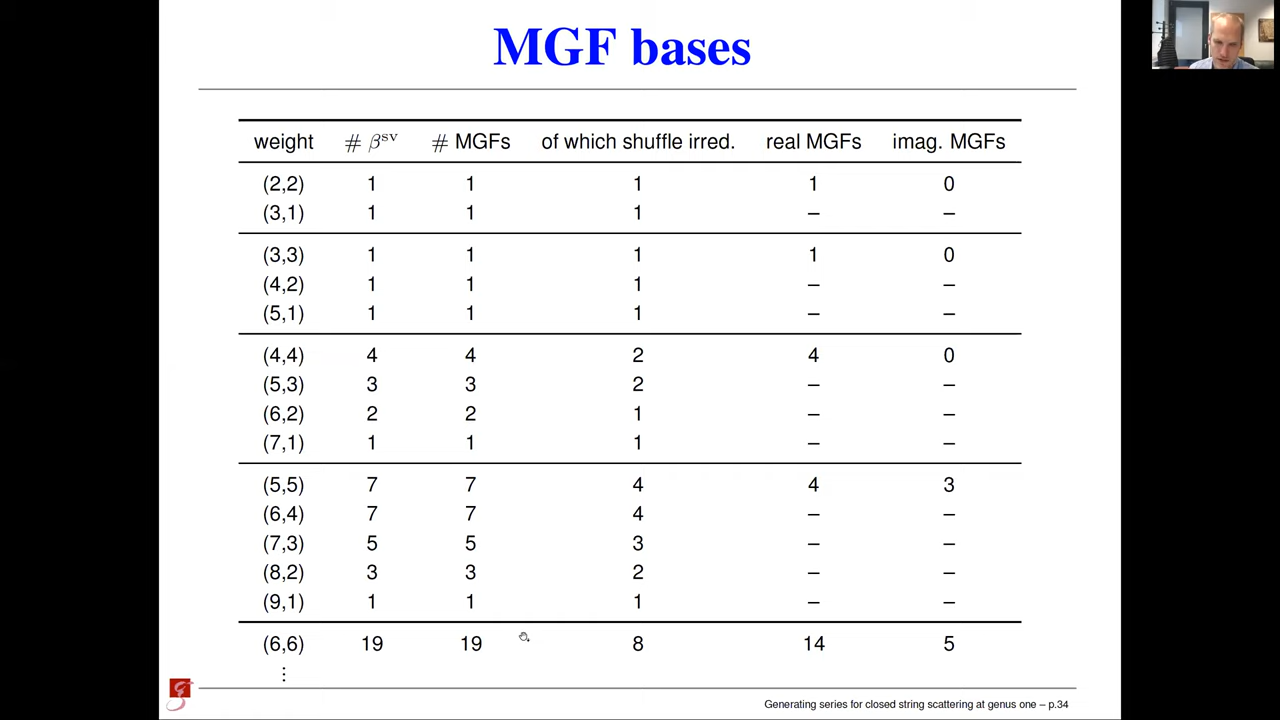 MGF bases
weight # βˢᵛ # MGFs of which shuffle irred. real MGFs imag. MGFs
(2,2) 1 1 1 1 0
(3,1) 1 1 1 – –
(3,3) 1 1 1 1 0
(4,2) 1 1 1 – –
(5,1) 1 1 1 – –
(4,4) 4 4 2 4 0
(5,3) 3 3 2 – –
(6,2) 2 2 1 – –
(7,1) 1 1 1 – –
(5,5) 7 7 4 4 3
(6,4) 7 7 4 – –
(7,3) 5 5 3 – –
(8,2) 3 3 2 – –
(9,1) 1 1 1 – –
(6,6) 19 19 8 14 5
⋮
Generating series for closed string scattering at genus one – p.34